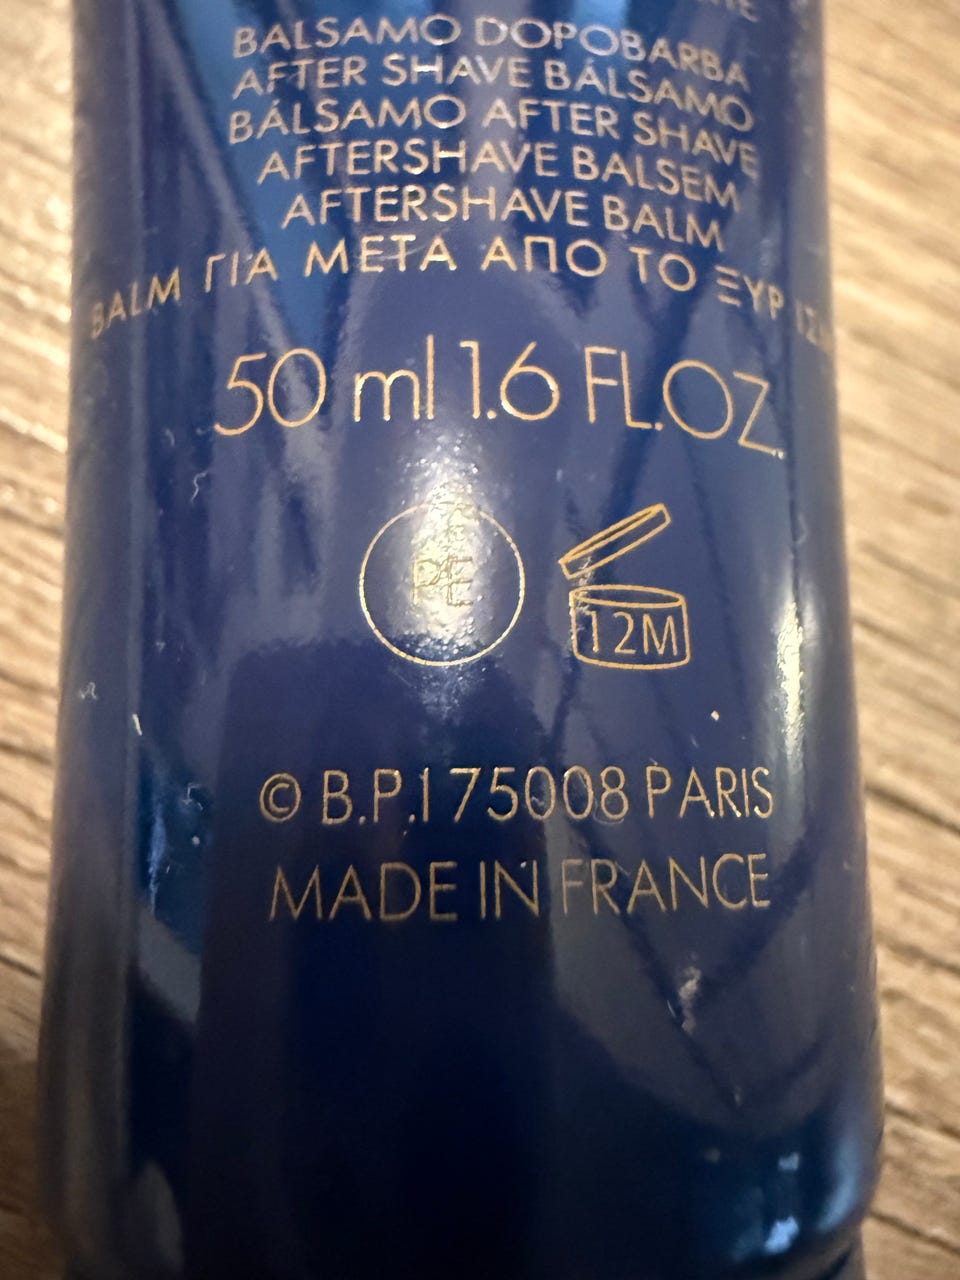 BALSAMO DOPOBARBA
AFTER SHAVE BÁLSAMO
BÁLSAMO AFTER SHAVE
AFTERSHAVE BALSEM
AFTERSHAVE BALM
BALM ΓΙΑ ΜΕΤΑ ΑΠΟ ΤΟ
50 ml 1.6 FL.OZ.
PE
12M
© B.P.I 75008 PARIS
MADE IN FRANCE